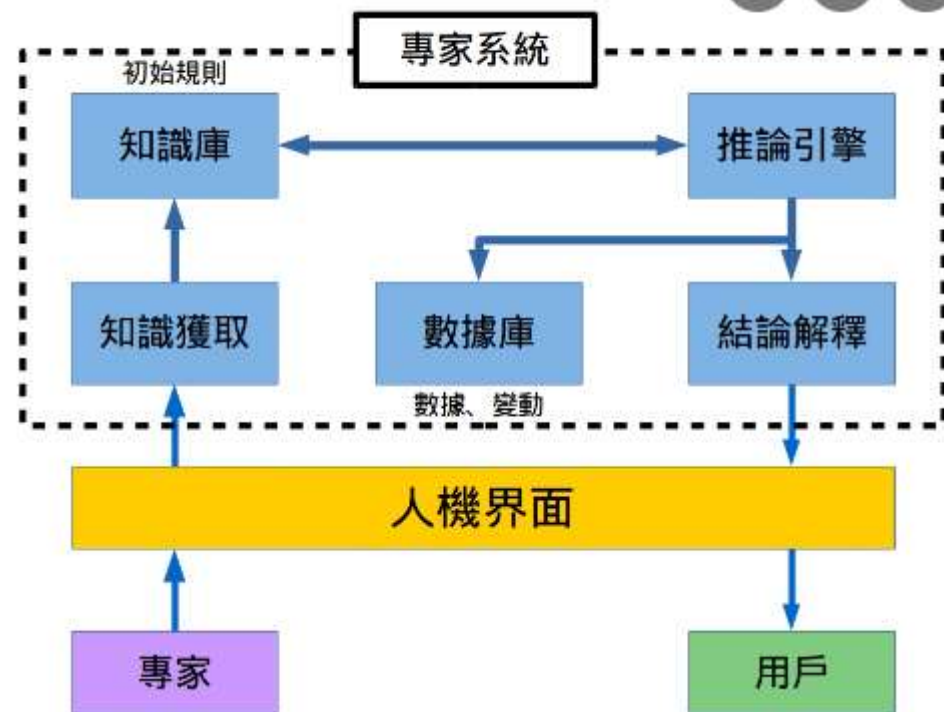 專家系統
初始規則
知識庫
推論引擎
知識獲取
數據庫
結論解釋
數據、變動
人機界面
專家
用戶